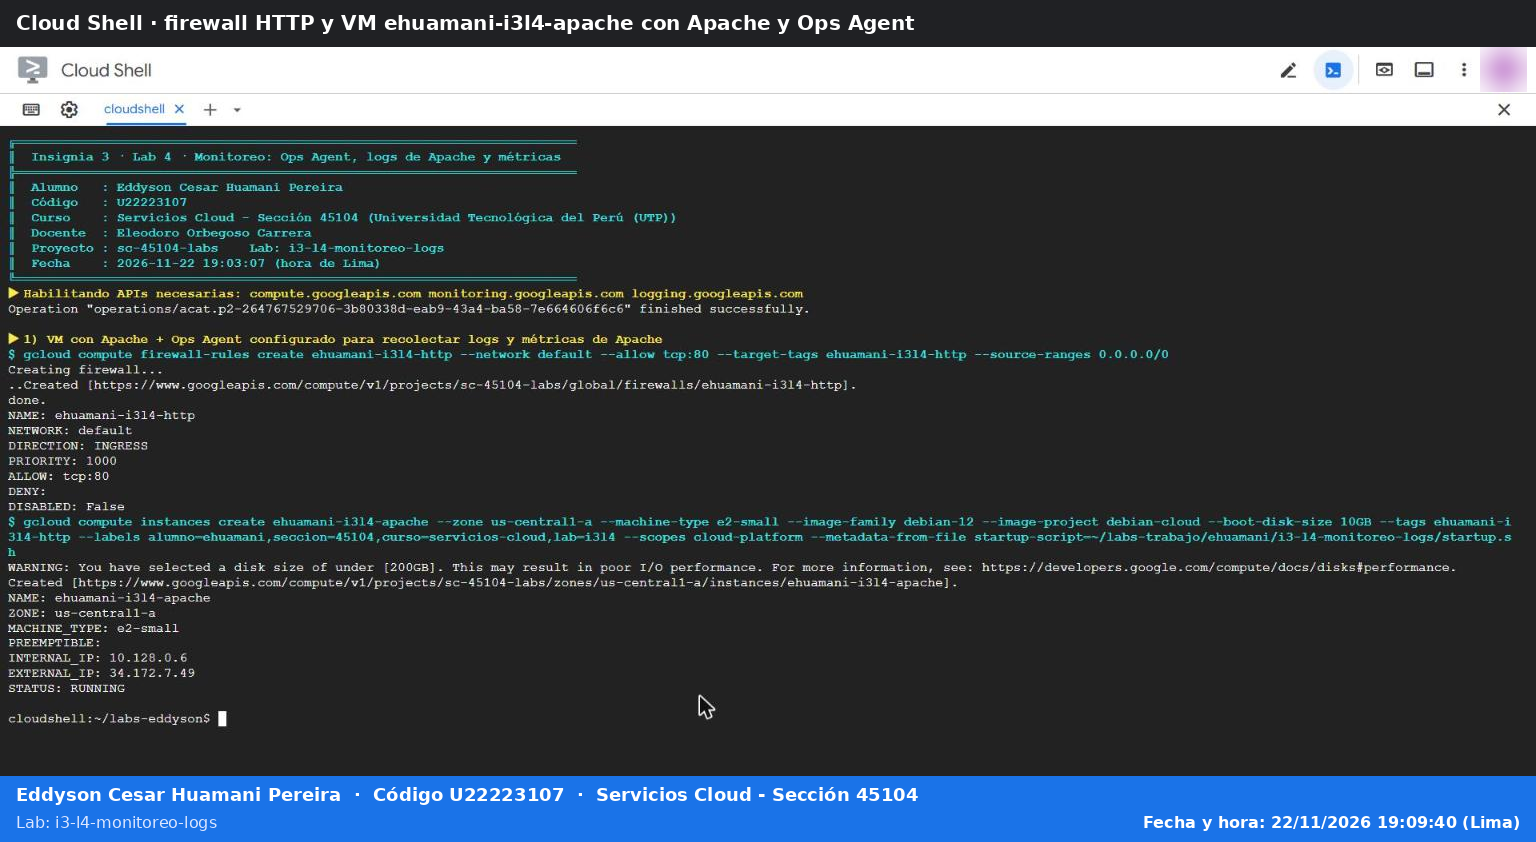 Cloud Shell · firewall HTTP y VM ehuamani-i3l4-apache con Apache y Ops Agent
Cloud Shell
cloudshell
Insignia 3 · Lab 4 · Monitoreo: Ops Agent, logs de Apache y métricas
Alumno : Eddyson Cesar Huamani Pereira
Código : U22223107
Curso : Servicios Cloud - Sección 45104 (Universidad Tecnológica del Perú (UTP))
Docente : Eleodoro Orbegoso Carrera
Proyecto : sc-45104-labs Lab: i3-l4-monitoreo-logs
Fecha : 2026-11-22 19:03:07 (hora de Lima)
▶ Habilitando APIs necesarias: compute.googleapis.com monitoring.googleapis.com logging.googleapis.com
Operation "operations/acat.p2-264767529706-3b80338d-eab9-43a4-ba58-7e664606f6c6" finished successfully.
▶ 1) VM con Apache + Ops Agent configurado para recolectar logs y métricas de Apache
$ gcloud compute firewall-rules create ehuamani-i3l4-http --network default --allow tcp:80 --target-tags ehuamani-i3l4-http --source-ranges 0.0.0.0/0
Creating firewall...
..Created [https://www.googleapis.com/compute/v1/projects/sc-45104-labs/global/firewalls/ehuamani-i3l4-http].
done.
NAME: ehuamani-i3l4-http
NETWORK: default
DIRECTION: INGRESS
PRIORITY: 1000
ALLOW: tcp:80
DENY:
DISABLED: False
$ gcloud compute instances create ehuamani-i3l4-apache --zone us-central1-a --machine-type e2-small --image-family debian-12 --image-project debian-cloud --boot-disk-size 10GB --tags ehuamani-i
3l4-http --labels alumno=ehuamani,seccion=45104,curso=servicios-cloud,lab=i3l4 --scopes cloud-platform --metadata-from-file startup-script=~/labs-trabajo/ehuamani/i3-l4-monitoreo-logs/startup.s
h
WARNING: You have selected a disk size of under [200GB]. This may result in poor I/O performance. For more information, see: https://developers.google.com/compute/docs/disks#performance.
Created [https://www.googleapis.com/compute/v1/projects/sc-45104-labs/zones/us-central1-a/instances/ehuamani-i3l4-apache].
NAME: ehuamani-i3l4-apache
ZONE: us-central1-a
MACHINE_TYPE: e2-small
PREEMPTIBLE:
INTERNAL_IP: 10.128.0.6
EXTERNAL_IP: 34.172.7.49
STATUS: RUNNING
cloudshell:~/labs-eddyson$
Eddyson Cesar Huamani Pereira · Código U22223107 · Servicios Cloud - Sección 45104
Lab: i3-l4-monitoreo-logs
Fecha y hora: 22/11/2026 19:09:40 (Lima)